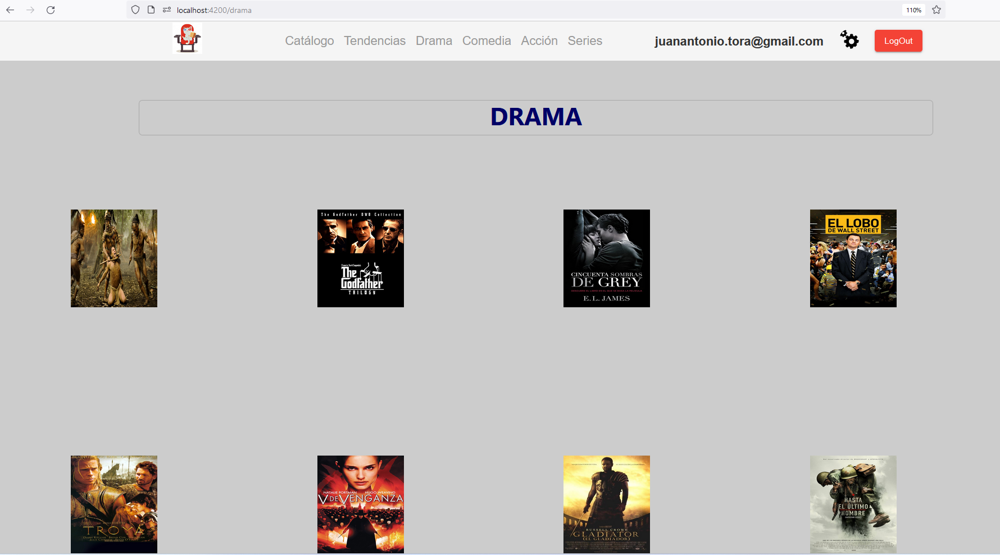 localhost:4200/drama
110%
Catálogo Tendencias Drama Comedia Acción Series
juanantonio.tora@gmail.com
LogOut
DRAMA
The Godfather DVD Collection
The
Godfather
TRILOGY
CINCUENTA SOMBRAS
DE GREY
E. L. JAMES
EL LOBO
DE WALL STREET
TROYA
NATALIE PORTMAN HUGO WEAVING
V DE VENGANZA
RUSSELL CROWE
GLADIATOR
(EL GLADIADOR)
HASTA
EL ÚLTIMO
HOMBRE